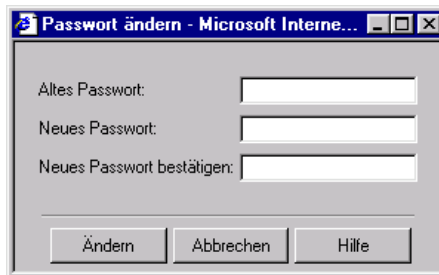 Passwort ändern - Microsoft Interne...
Altes Passwort:
Neues Passwort:
Neues Passwort bestätigen:
Ändern Abbrechen Hilfe